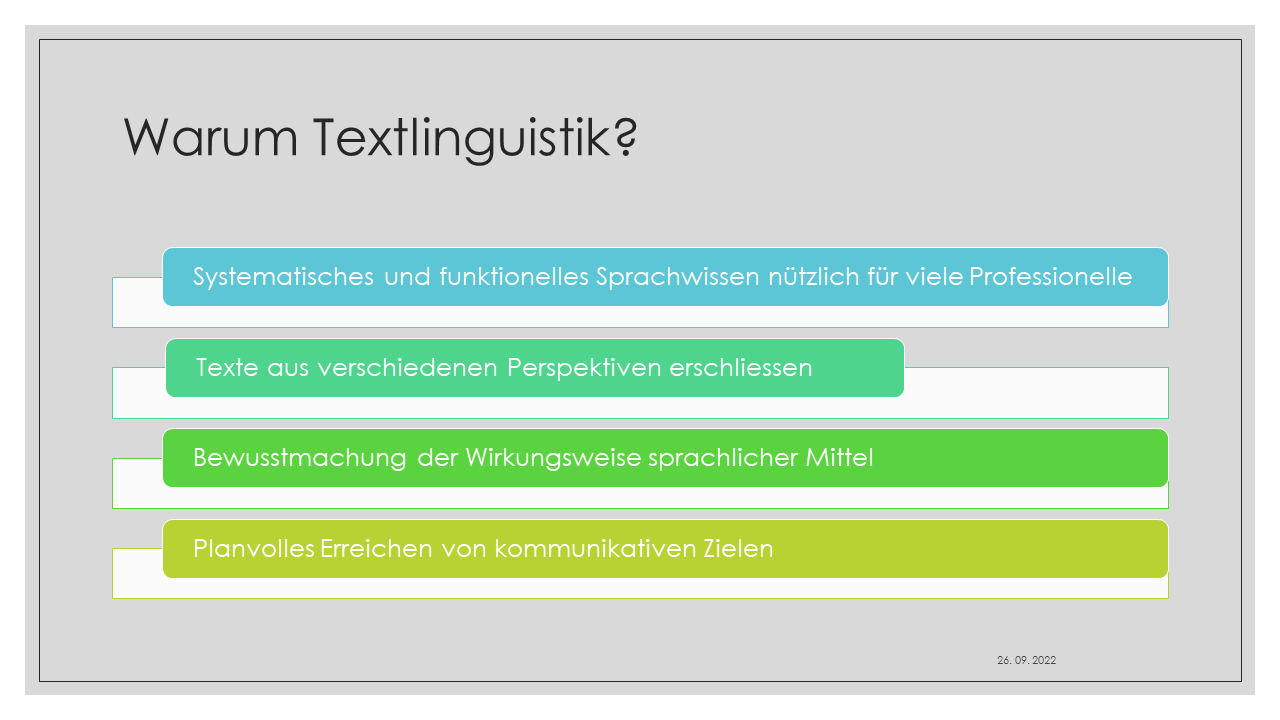 Warum Textlinguistik?
Systematisches und funktionelles Sprachwissen nützlich für viele Professionelle
Texte aus verschiedenen Perspektiven erschliessen
Bewusstmachung der Wirkungsweise sprachlicher Mittel
Planvolles Erreichen von kommunikativen Zielen
26. 09. 2022